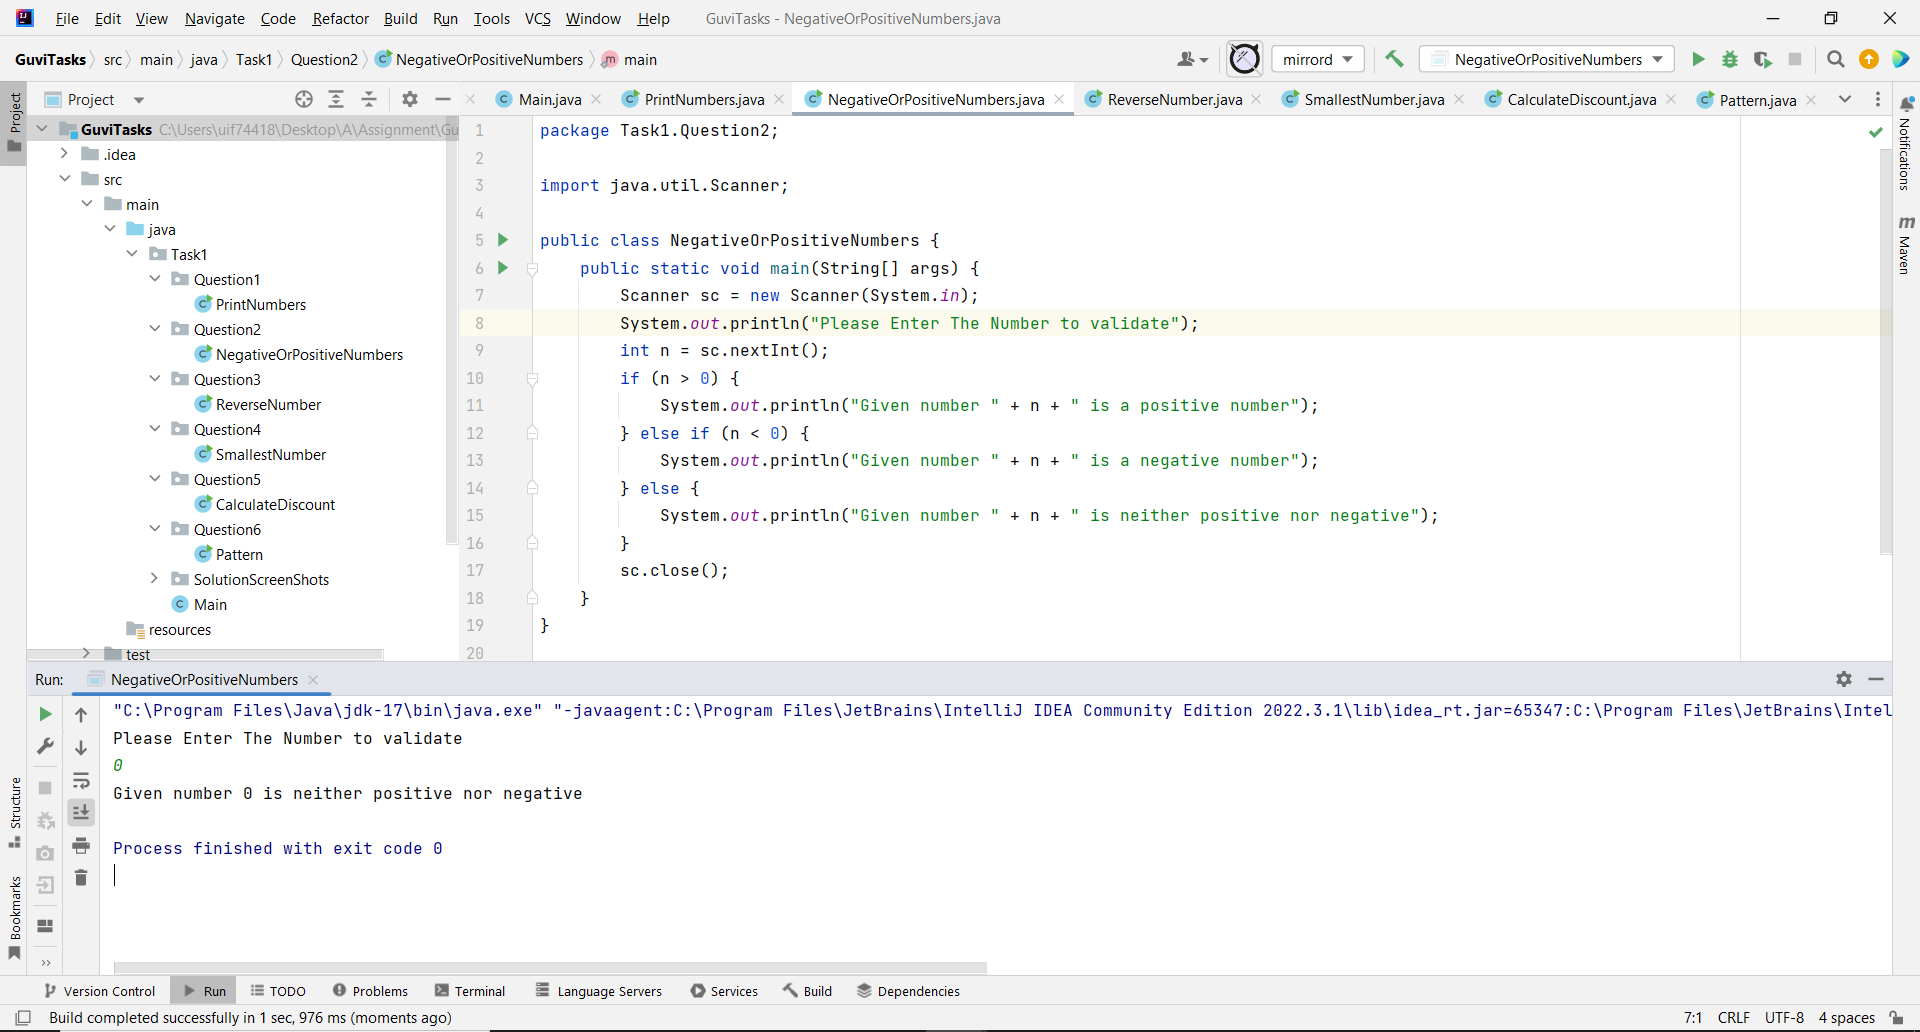 File Edit View Navigate Code Refactor Build Run Tools VCS Window Help GuviTasks - NegativeOrPositiveNumbers.java
GuviTasks src main java Task1 Question2 NegativeOrPositiveNumbers main mirrord NegativeOrPositiveNumbers
Project
Project
Main.java PrintNumbers.java NegativeOrPositiveNumbers.java ReverseNumber.java SmallestNumber.java CalculateDiscount.java Pattern.java
Notifications
Maven
GuviTasks C:\Users\uif74418\Desktop\A\Assignment\Gu
.idea
src
main
java
Task1
Question1
PrintNumbers
Question2
NegativeOrPositiveNumbers
Question3
ReverseNumber
Question4
SmallestNumber
Question5
CalculateDiscount
Question6
Pattern
SolutionScreenShots
Main
resources
test
1 package Task1.Question2;
2
3 import java.util.Scanner;
4
5 public class NegativeOrPositiveNumbers {
6 public static void main(String[] args) {
7 Scanner sc = new Scanner(System.in);
8 System.out.println("Please Enter The Number to validate");
9 int n = sc.nextInt();
10 if (n > 0) {
11 System.out.println("Given number " + n + " is a positive number");
12 } else if (n < 0) {
13 System.out.println("Given number " + n + " is a negative number");
14 } else {
15 System.out.println("Given number " + n + " is neither positive nor negative");
16 }
17 sc.close();
18 }
19 }
20
Run: NegativeOrPositiveNumbers
"C:\Program Files\Java\jdk-17\bin\java.exe" "-javaagent:C:\Program Files\JetBrains\IntelliJ IDEA Community Edition 2022.3.1\lib\idea_rt.jar=65347:C:\Program Files\JetBrains\Intel
Please Enter The Number to validate
0
Given number 0 is neither positive nor negative
Process finished with exit code 0
Structure
Bookmarks
Version Control Run TODO Problems Terminal Language Servers Services Build Dependencies
Build completed successfully in 1 sec, 976 ms (moments ago) 7:1 CRLF UTF-8 4 spaces